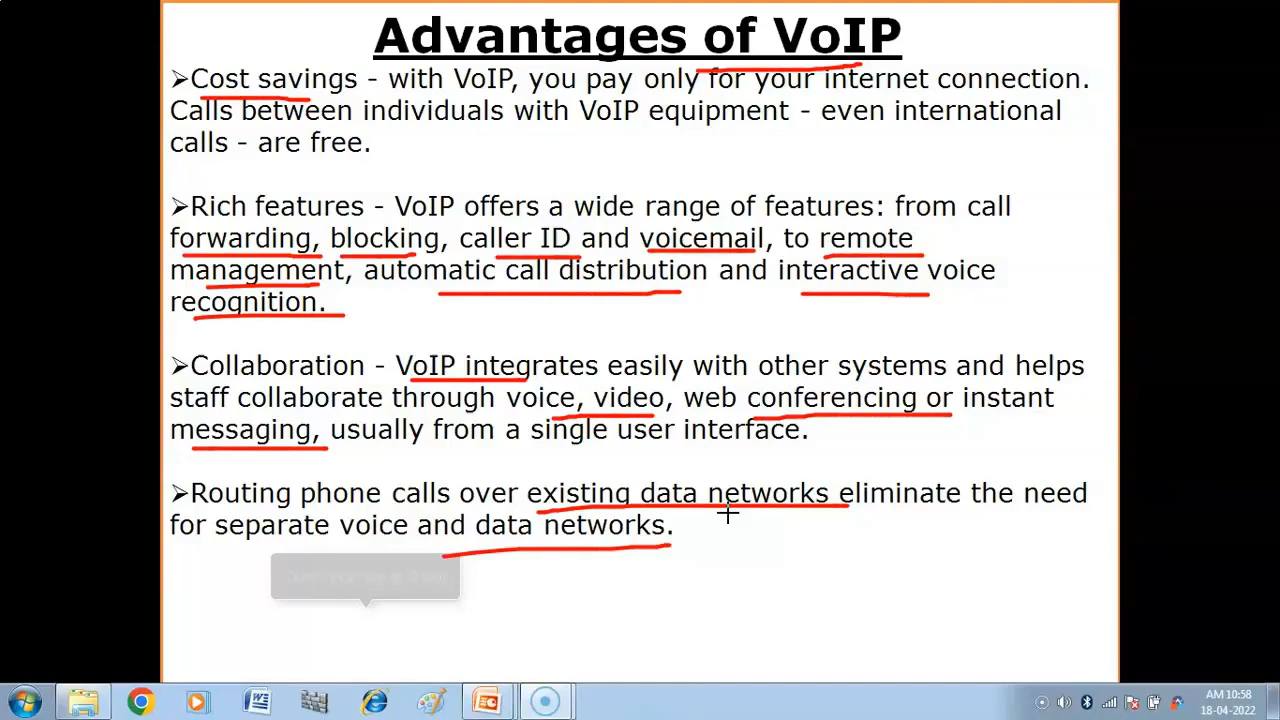 Advantages of VoIP
➢Cost savings - with VoIP, you pay only for your internet connection.
Calls between individuals with VoIP equipment - even international
calls - are free.
➢Rich features - VoIP offers a wide range of features: from call
forwarding, blocking, caller ID and voicemail, to remote
management, automatic call distribution and interactive voice
recognition.
➢Collaboration - VoIP integrates easily with other systems and helps
staff collaborate through voice, video, web conferencing or instant
messaging, usually from a single user interface.
➢Routing phone calls over existing data networks eliminate the need
for separate voice and data networks.
AM 10:58
18-04-2022